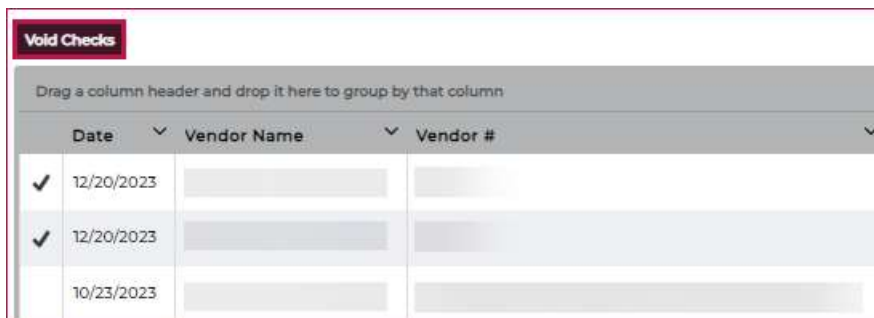 Void Checks
Drag a column header and drop it here to group by that column
Date Vendor Name Vendor #
12/20/2023
12/20/2023
10/23/2023